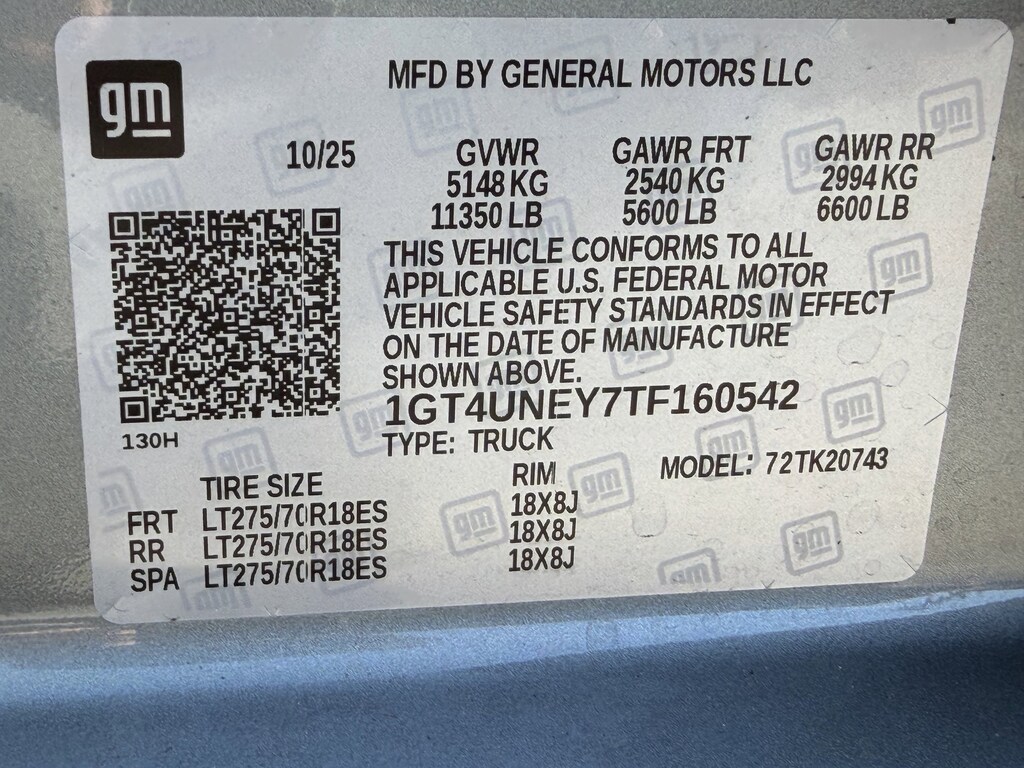 gm
MFD BY GENERAL MOTORS LLC
10/25 GVWR GAWR FRT GAWR RR
5148 KG 2540 KG 2994 KG
11350 LB 5600 LB 6600 LB
THIS VEHICLE CONFORMS TO ALL
APPLICABLE U.S. FEDERAL MOTOR
VEHICLE SAFETY STANDARDS IN EFFECT
ON THE DATE OF MANUFACTURE
SHOWN ABOVE.
1GT4UNEY7TF160542
130H
TYPE: TRUCK
MODEL: 72TK20743
TIRE SIZE RIM
FRT LT275/70R18ES 18X8J
RR LT275/70R18ES 18X8J
SPA LT275/70R18ES 18X8J